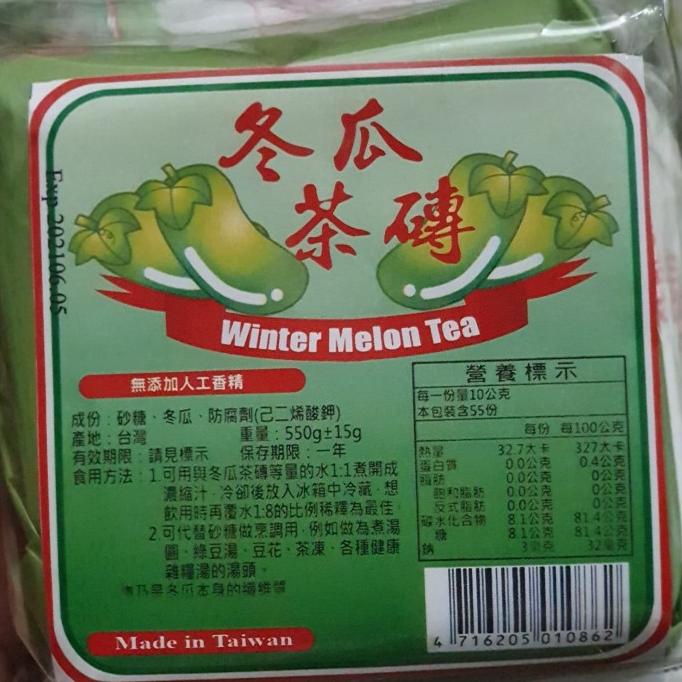 冬瓜
茶磚
Winter Melon Tea
Exp 202106.05
無添加人工香精
成份：砂糖、冬瓜、防腐劑(己二烯酸鉀)
產地：台灣 重量：550g±15g
有效期限：請見標示 保存期限：一年
食用方法：1.可用與冬瓜茶磚等量的水1:1煮開成
濃縮汁，冷卻後放入冰箱中冷藏，想
飲用時再覆水1:8的比例稀釋為最佳。
2.可代替砂糖做烹調用，例如做為煮湯
圓、綠豆湯、豆花、茶凍、各種健康
雜糧湯的湯頭。
乃是冬瓜本身的纖維質
Made in Taiwan
營養標示
每一份量10公克
本包裝含55份
每份 每100公克
熱量 32.7大卡 327大卡
蛋白質 0.0公克 0.4公克
脂肪 0.0公克 0公克
飽和脂肪 0.0公克 0公克
反式脂肪 0.0公克 0公克
碳水化合物 8.1公克 81.4公克
糖 8.1公克 81.4公克
鈉 3毫克 32毫克
4 716205 010862